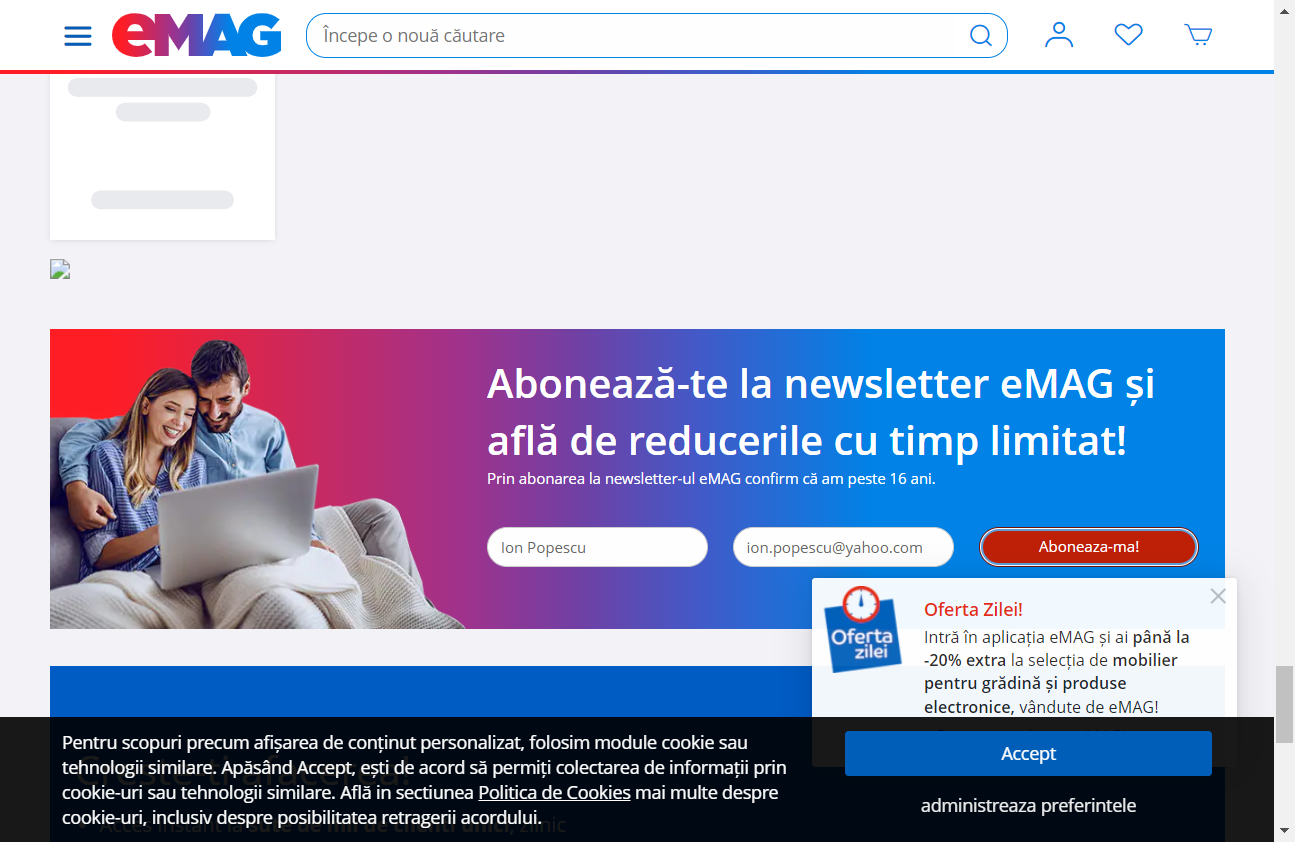 eMAG
Începe o nouă căutare
Abonează-te la newsletter eMAG și
află de reducerile cu timp limitat!
Prin abonarea la newsletter-ul eMAG confirm că am peste 16 ani.
Ion Popescu
ion.popescu@yahoo.com
Aboneaza-ma!
Oferta
zilei
Oferta Zilei!
Intră în aplicația eMAG și ai până la
-20% extra la selecția de mobilier
pentru grădină și produse
electronice, vândute de eMAG!
Pentru scopuri precum afișarea de conținut personalizat, folosim module cookie sau
tehnologii similare. Apăsând Accept, ești de acord să permiți colectarea de informații prin
cookie-uri sau tehnologii similare. Află in sectiunea Politica de Cookies mai multe despre
cookie-uri, inclusiv despre posibilitatea retragerii acordului.
Accept
administreaza preferintele